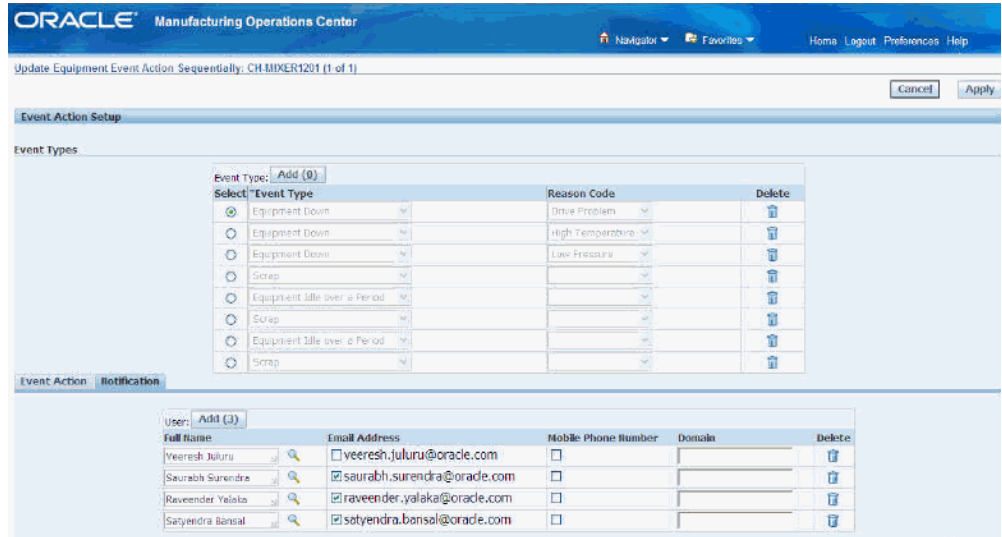 ORACLE® Manufacturing Operations Center
Navigator Favorites Home Logout Preferences Help
Update Equipment Event Action Sequentially: CH-MIXER1201 (1 of 1)
Cancel Apply
Event Action Setup
Event Types
Event Type: Add (0)
Select *Event Type Reason Code Delete
Equipment Down Drive Problem
Equipment Down High Temperature
Equipment Down Low Pressure
Scrap
Equipment Idle over a Period
Scrap
Equipment Idle over a Period
Scrap
Event Action Notification
User: Add (3)
Full Name Email Address Mobile Phone Number Domain Delete
Veeresh Juluru veeresh.juluru@oracle.com
Saurabh Surendra saurabh.surendra@oracle.com
Raveender Yalaka raveender.yalaka@oracle.com
Satyendra Bansal satyendra.bansal@oracle.com